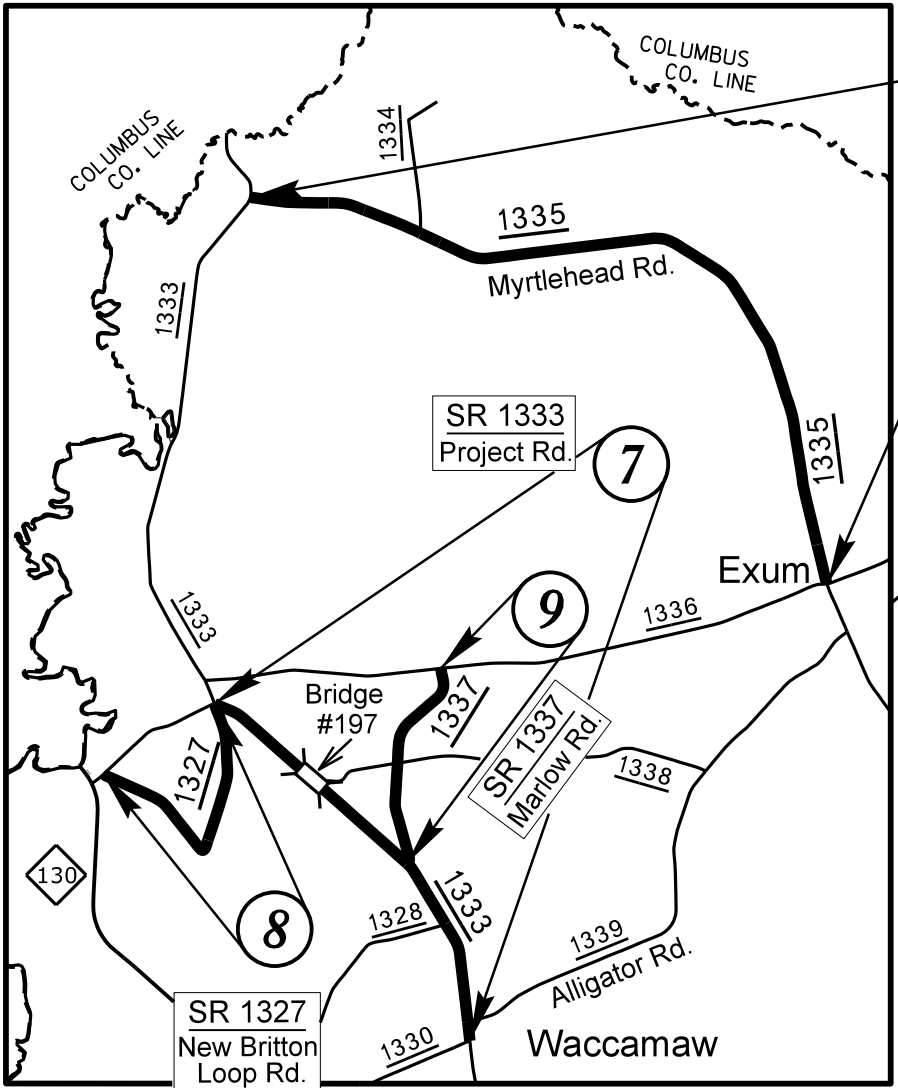 COLUMBUS
CO. LINE
COLUMBUS
CO. LINE
1334
1335
Myrtlehead Rd.
1333
SR 1333
Project Rd.
7
1335
Exum
9
1336
1333
Bridge
#197
1337
SR 1337
Marlow Rd.
1327
1338
130
8
1328
1333
1339
Alligator Rd.
SR 1327
New Britton
Loop Rd.
1330
Waccamaw